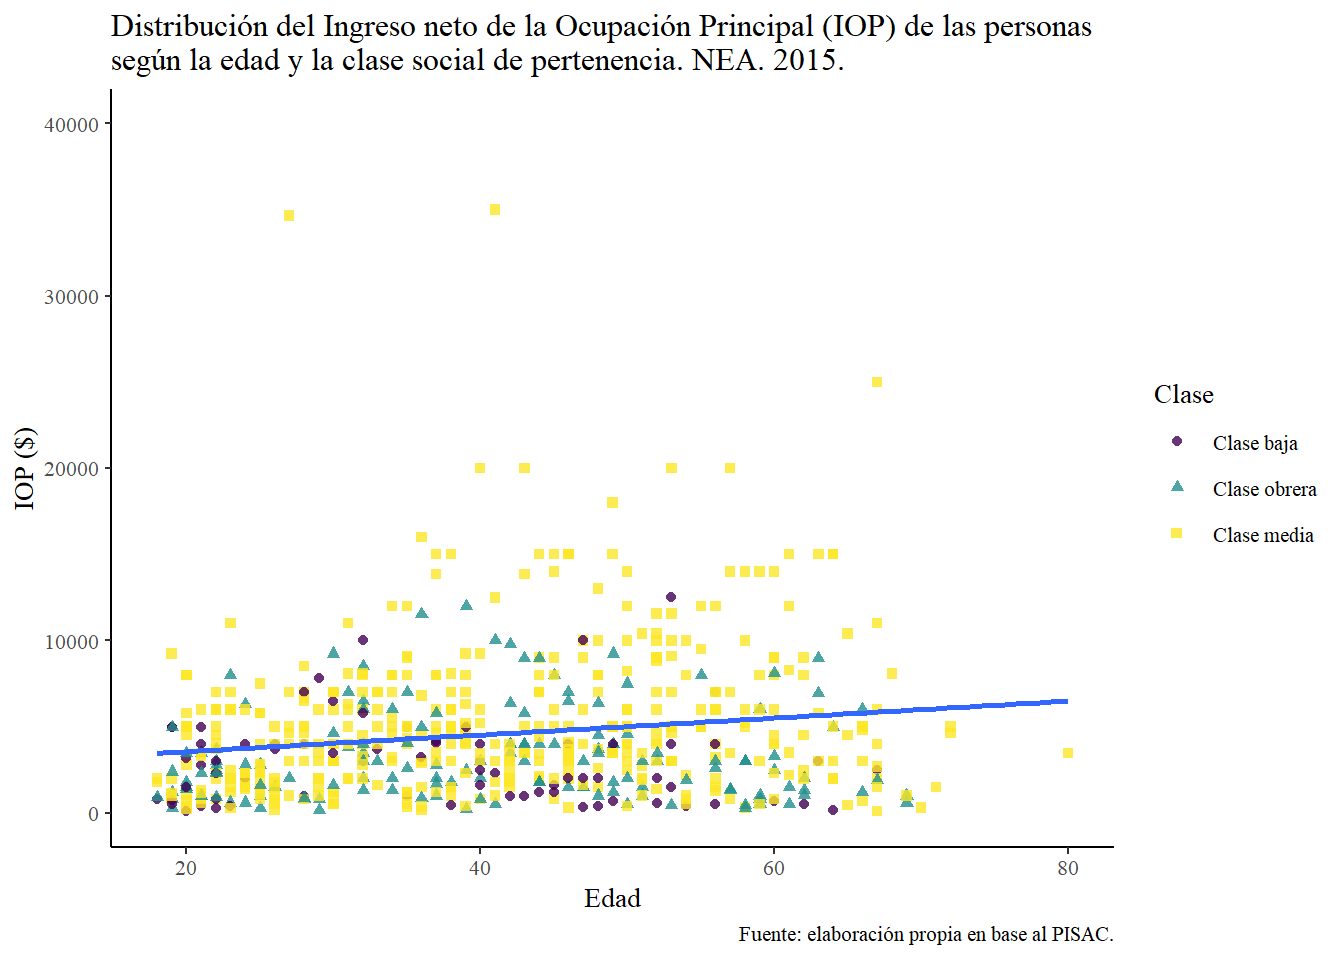 Distribución del Ingreso neto de la Ocupación Principal (IOP) de las personas
según la edad y la clase social de pertenencia. NEA. 2015.
40000
30000
20000
10000
0
IOP ($)
20
40
60
80
Edad
Clase
Clase baja
Clase obrera
Clase media
Fuente: elaboración propia en base al PISAC.